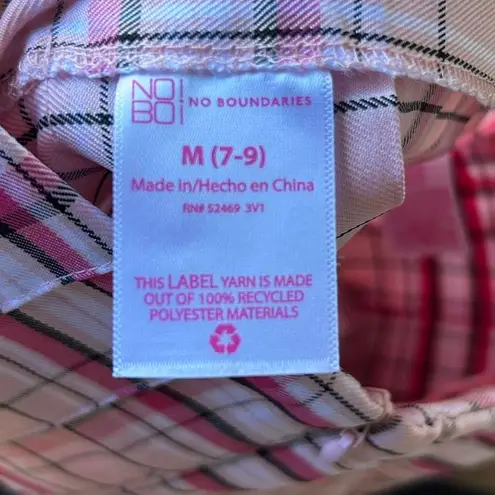 NO
BO
NO BOUNDARIES
M (7-9)
Made in/Hecho en China
RN# 52469 3V1
THIS LABEL YARN IS MADE
OUT OF 100% RECYCLED
POLYESTER MATERIALS